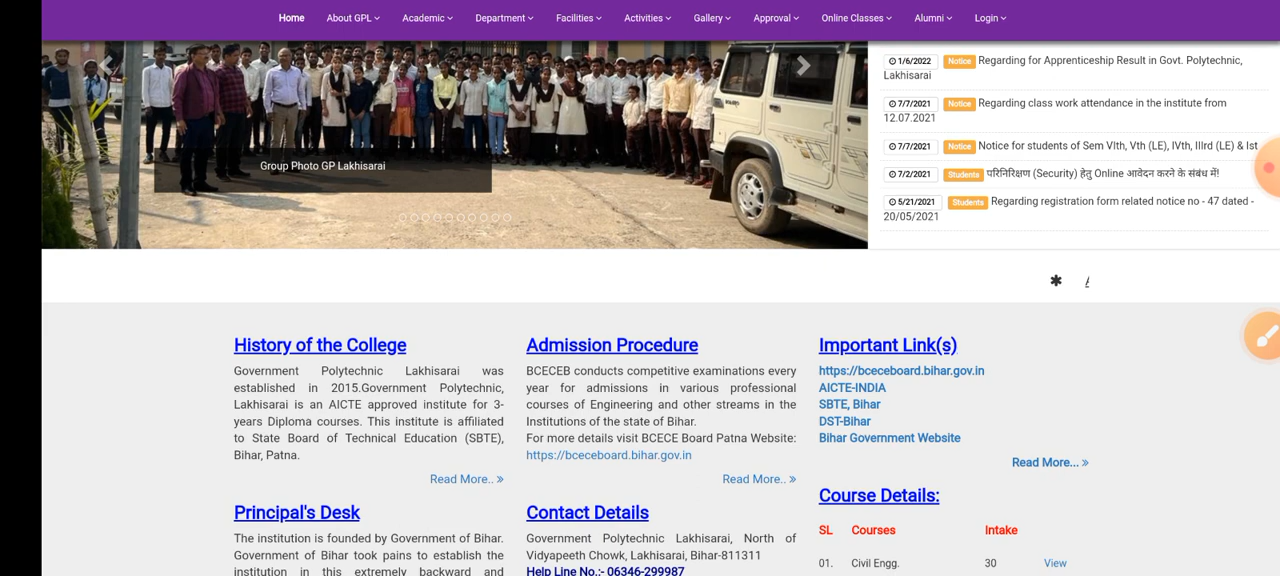 Home About GPL Academic Department Facilities Activities Gallery Approval Online Classes Alumni Login
Group Photo GP Lakhisarai
1/6/2022 Notice Regarding for Apprenticeship Result in Govt. Polytechnic,
Lakhisarai
7/7/2021 Notice Regarding class work attendance in the institute from
12.07.2021
7/7/2021 Notice Notice for students of Sem VIth, Vth (LE), IVth, IIIrd (LE) & Ist
7/2/2021 Students परिनिरिक्षण (Security) हेतु Online आवेदन करने के संबंध में!
5/21/2021 Students Regarding registration form related notice no - 47 dated -
20/05/2021
History of the College
Government Polytechnic Lakhisarai was
established in 2015.Government Polytechnic,
Lakhisarai is an AICTE approved institute for 3-
years Diploma courses. This institute is affiliated
to State Board of Technical Education (SBTE),
Bihar, Patna.
Read More.. »
Admission Procedure
BCECEB conducts competitive examinations every
year for admissions in various professional
courses of Engineering and other streams in the
Institutions of the state of Bihar.
For more details visit BCECE Board Patna Website:
https://bceceboard.bihar.gov.in
Read More.. »
Important Link(s)
https://bceceboard.bihar.gov.in
AICTE-INDIA
SBTE, Bihar
DST-Bihar
Bihar Government Website
Read More... »
Principal's Desk
The institution is founded by Government of Bihar.
Government of Bihar took pains to establish the
institution in this extremely backward and
Contact Details
Government Polytechnic Lakhisarai, North of
Vidyapeeth Chowk, Lakhisarai, Bihar-811311
Help Line No.:- 06346-299987
Course Details:
SL Courses Intake
01. Civil Engg. 30 View